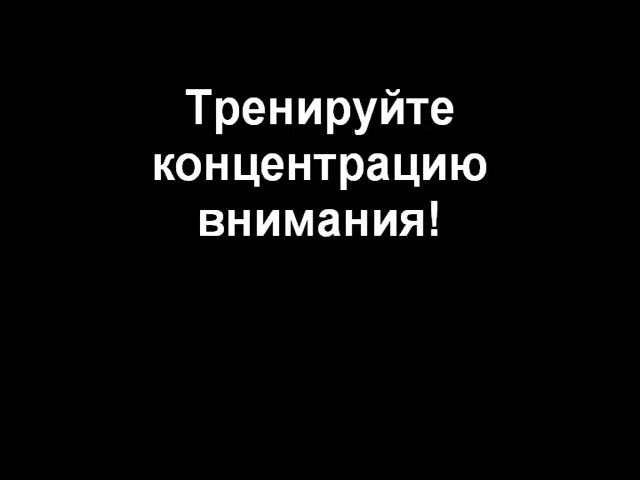 Тренируйте
концентрацию
внимания!